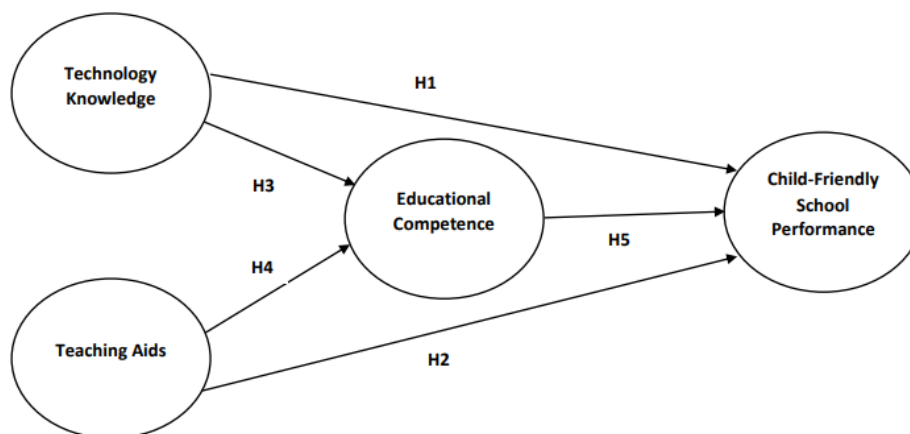 Technology
Knowledge
H1
H3
Educational
Competence
Child-Friendly
School
Performance
H5
H4
Teaching Aids
H2